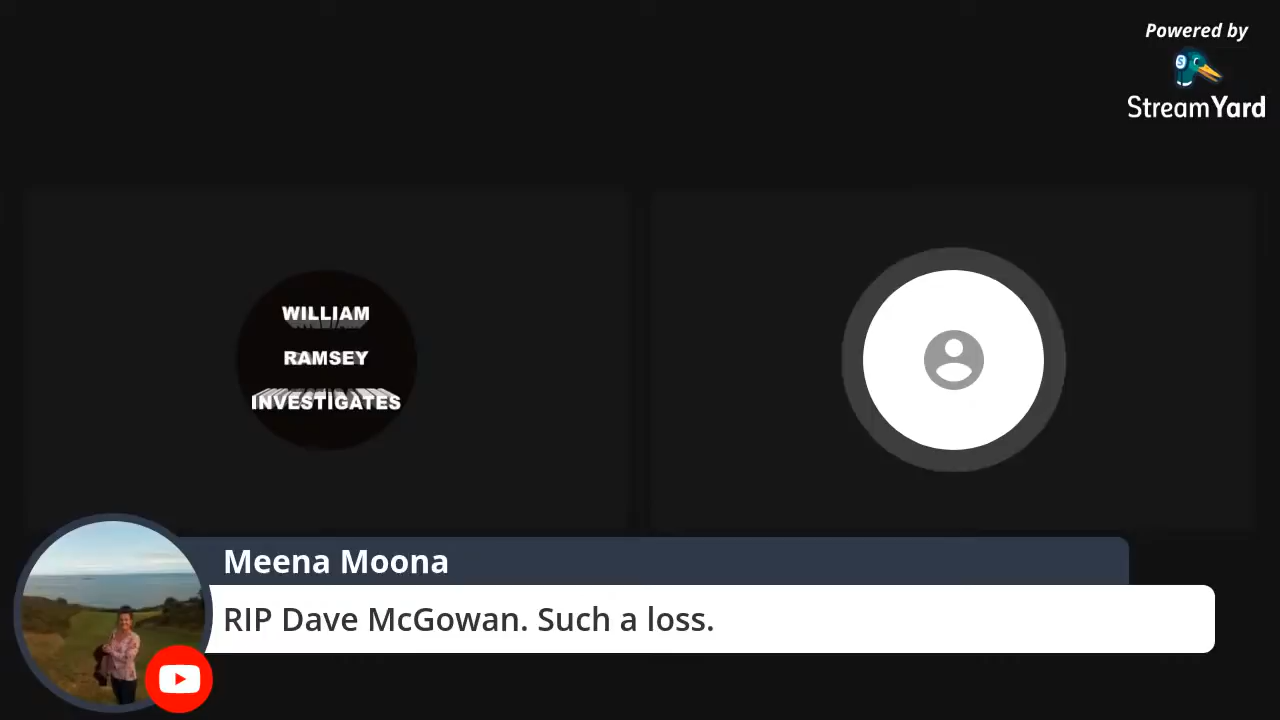 Powered by
StreamYard
WILLIAM
RAMSEY
INVESTIGATES
Meena Moona
RIP Dave McGowan. Such a loss.